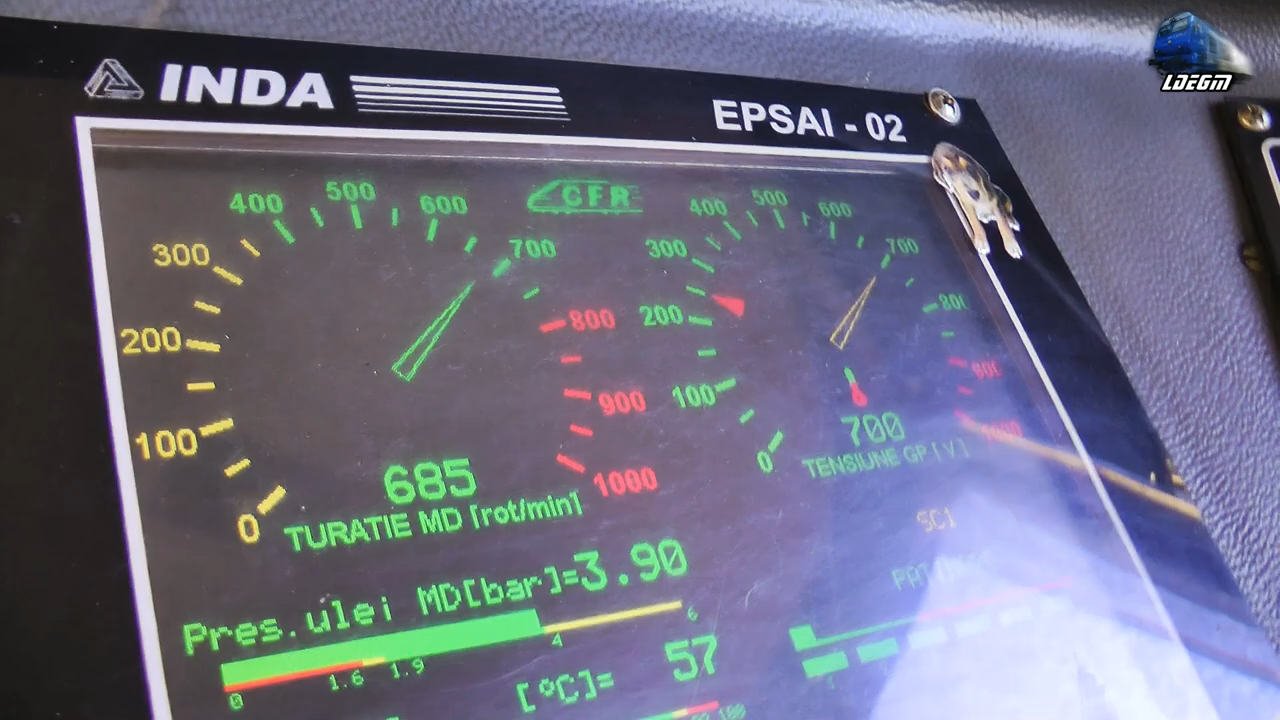 LDEGM
INDA
EPSAI - 02
CFR
0 100 200 300 400 500 600 700 800 900 1000
685
TURATIE MD [rot/min]
0 100 200 300 400 500 600 700 800
700
TENSIUNE GP [V]
SC1
Pres.ulei MD[bar]=3.90
0 1.6 1.9 4 6
[ºC]= 57